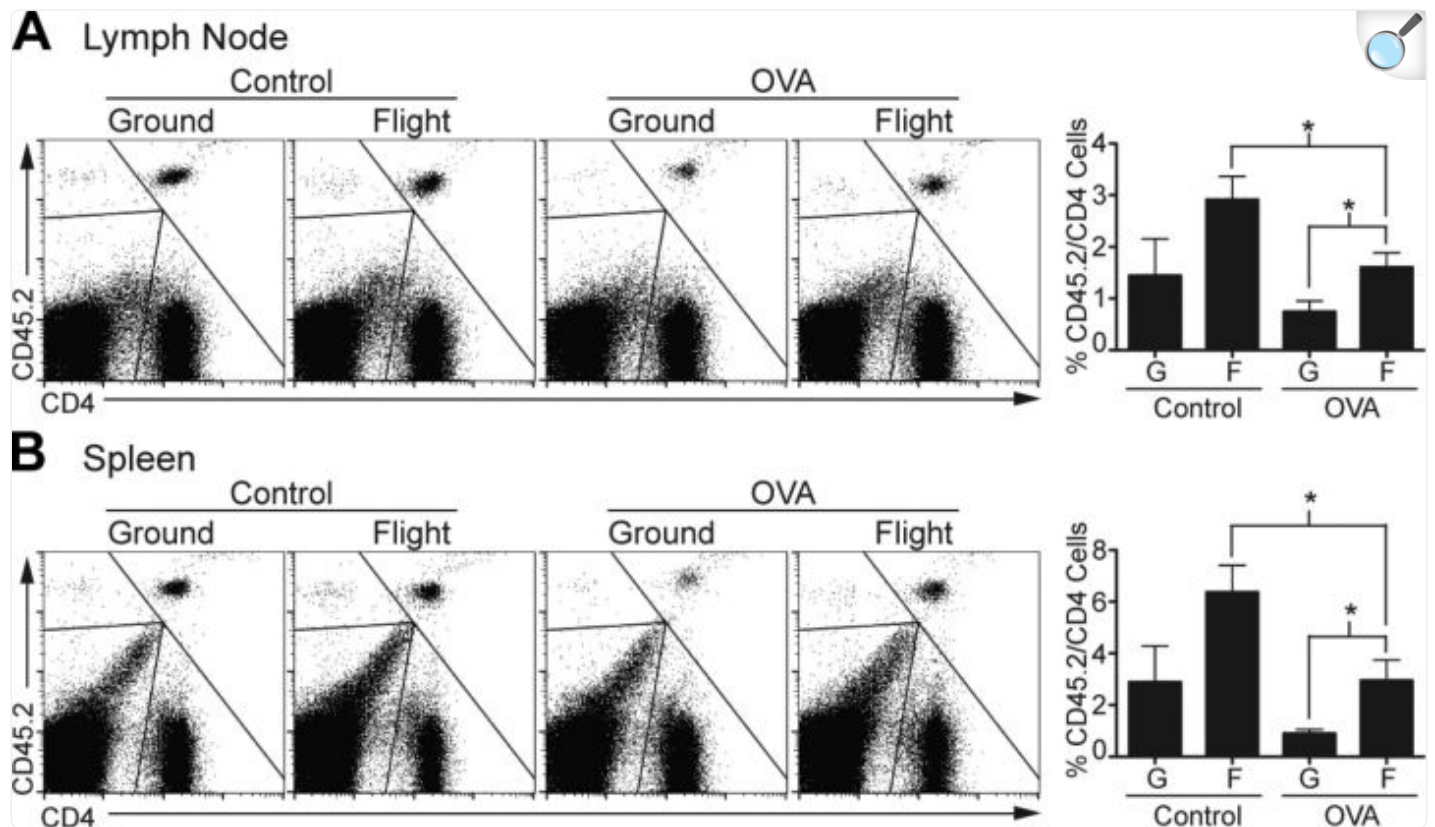 A Lymph Node
Control OVA
Ground Flight Ground Flight
CD45.2
CD4
% CD45.2/CD4 Cells
4
3
2
1
0
*
*
G F G F
Control OVA
B Spleen
Control OVA
Ground Flight Ground Flight
CD45.2
CD4
% CD45.2/CD4 Cells
8
6
4
2
0
*
*
G F G F
Control OVA